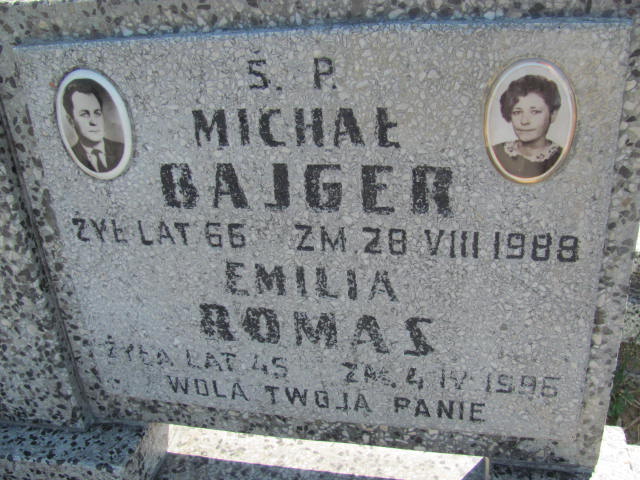 Ś. P.
MICHAŁ
BAJGER
ŻYŁ LAT 66 ZM. 28 VIII 1988
EMILIA
ROMAS
ŻYŁA LAT 45 ZM. 4 IV 1996
WOLA TWOJA PANIE